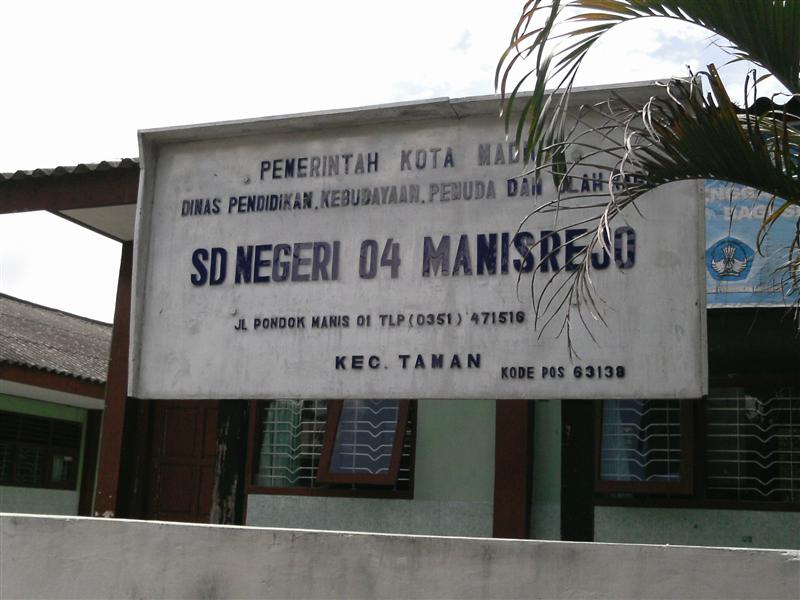 PEMERINTAH KOTA
DINAS PENDIDIKAN, KEBUDAYAAN, PEMUDA DAN
SD NEGERI 04 MANISREJO
JL PONDOK MANIS 01 TLP (0351) 471516
KEC. TAMAN
KODE POS 63138